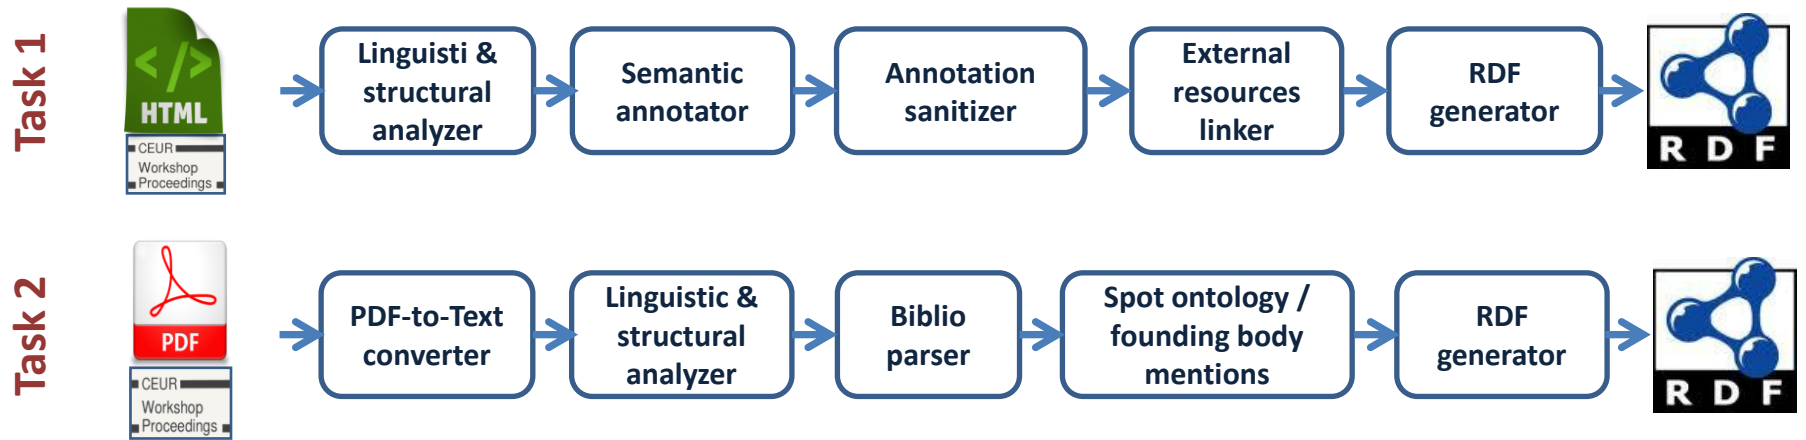 Task 1
</>
HTML
CEUR
Workshop
Proceedings
Linguisti &
structural
analyzer
Semantic
annotator
Annotation
sanitizer
External
resources
linker
RDF
generator
RDF
Task 2
PDF
CEUR
Workshop
Proceedings
PDF-to-Text
converter
Linguistic &
structural
analyzer
Biblio
parser
Spot ontology /
founding body
mentions
RDF
generator
RDF